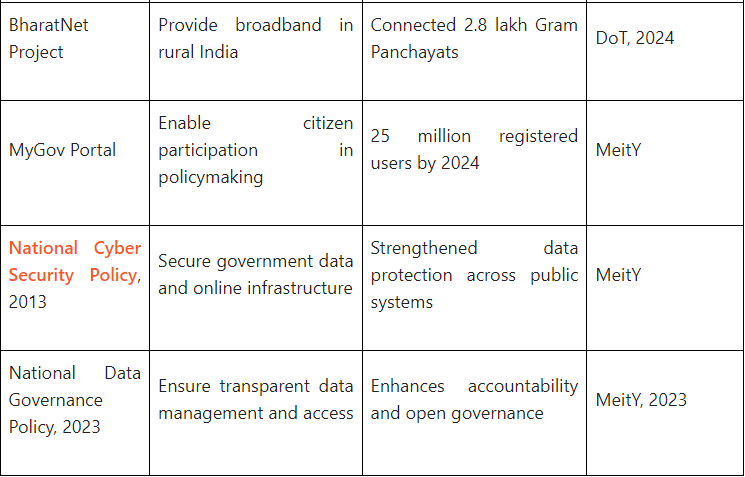 BharatNet Project
Provide broadband in rural India
Connected 2.8 lakh Gram Panchayats
DoT, 2024
MyGov Portal
Enable citizen participation in policymaking
25 million registered users by 2024
MeitY
National Cyber Security Policy, 2013
Secure government data and online infrastructure
Strengthened data protection across public systems
MeitY
National Data Governance Policy, 2023
Ensure transparent data management and access
Enhances accountability and open governance
MeitY, 2023